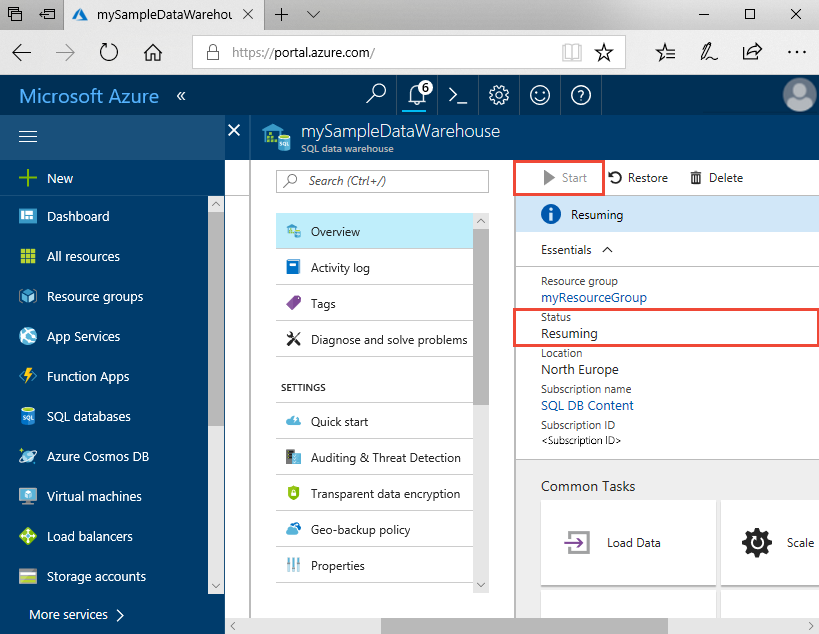 mySampleDataWarehou
https://portal.azure.com/
Microsoft Azure «
6
mySampleDataWarehouse
SQL data warehouse
New
Dashboard
All resources
Resource groups
App Services
Function Apps
SQL databases
Azure Cosmos DB
Virtual machines
Load balancers
Storage accounts
More services
Search (Ctrl+/)
Overview
Activity log
Tags
Diagnose and solve problems
SETTINGS
Quick start
Auditing & Threat Detection
Transparent data encryption
Geo-backup policy
Properties
Start Restore Delete
Resuming
Essentials
Resource group
myResourceGroup
Status
Resuming
Location
North Europe
Subscription name
SQL DB Content
Subscription ID
<Subscription ID>
Common Tasks
Load Data
Scale